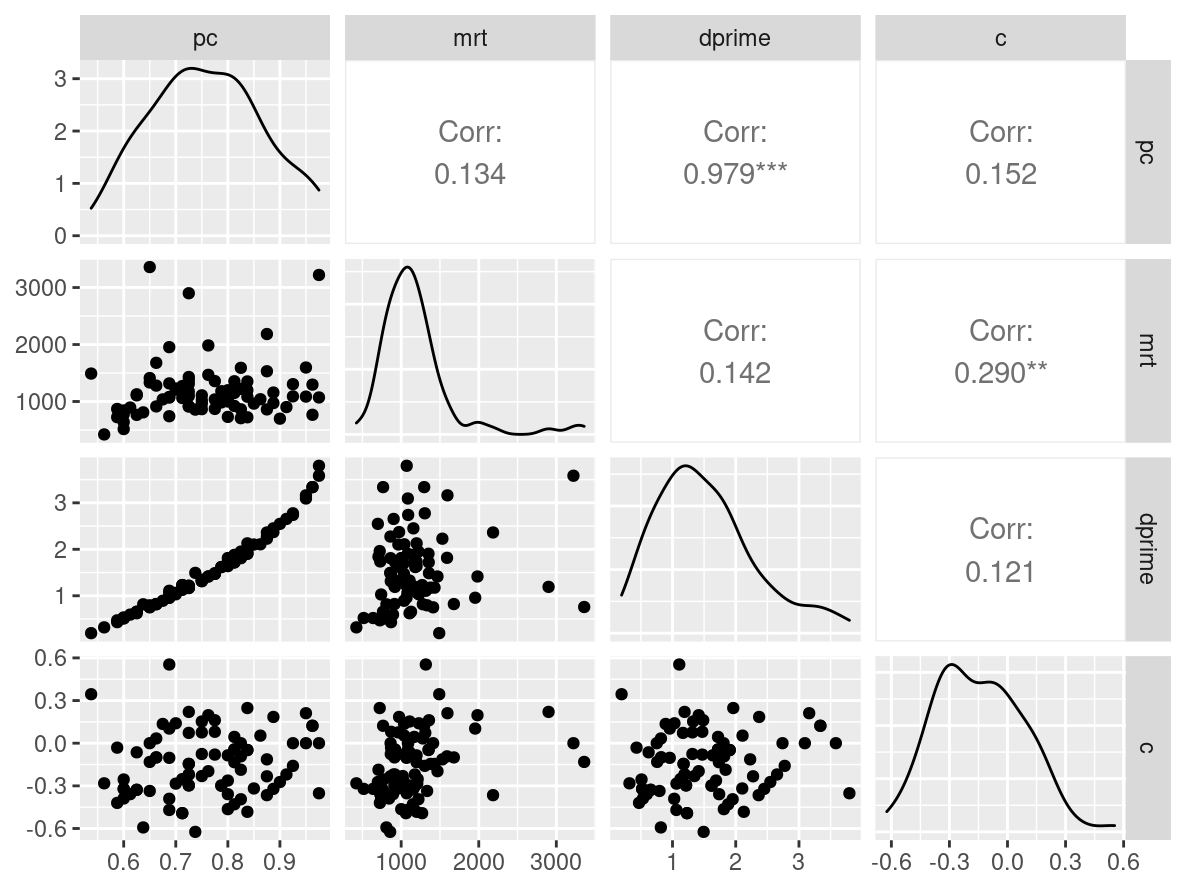 pc mrt dprime c
3
2
1
0
Corr:
0.134
Corr:
0.979***
Corr:
0.152
pc
3000
2000
1000
Corr:
0.142
Corr:
0.290**
mrt
3
2
1
Corr:
0.121
dprime
0.6
0.3
0.0
-0.3
-0.6
c
0.6 0.7 0.8 0.9 1000 2000 3000 1 2 3 -0.6 -0.3 0.0 0.3 0.6